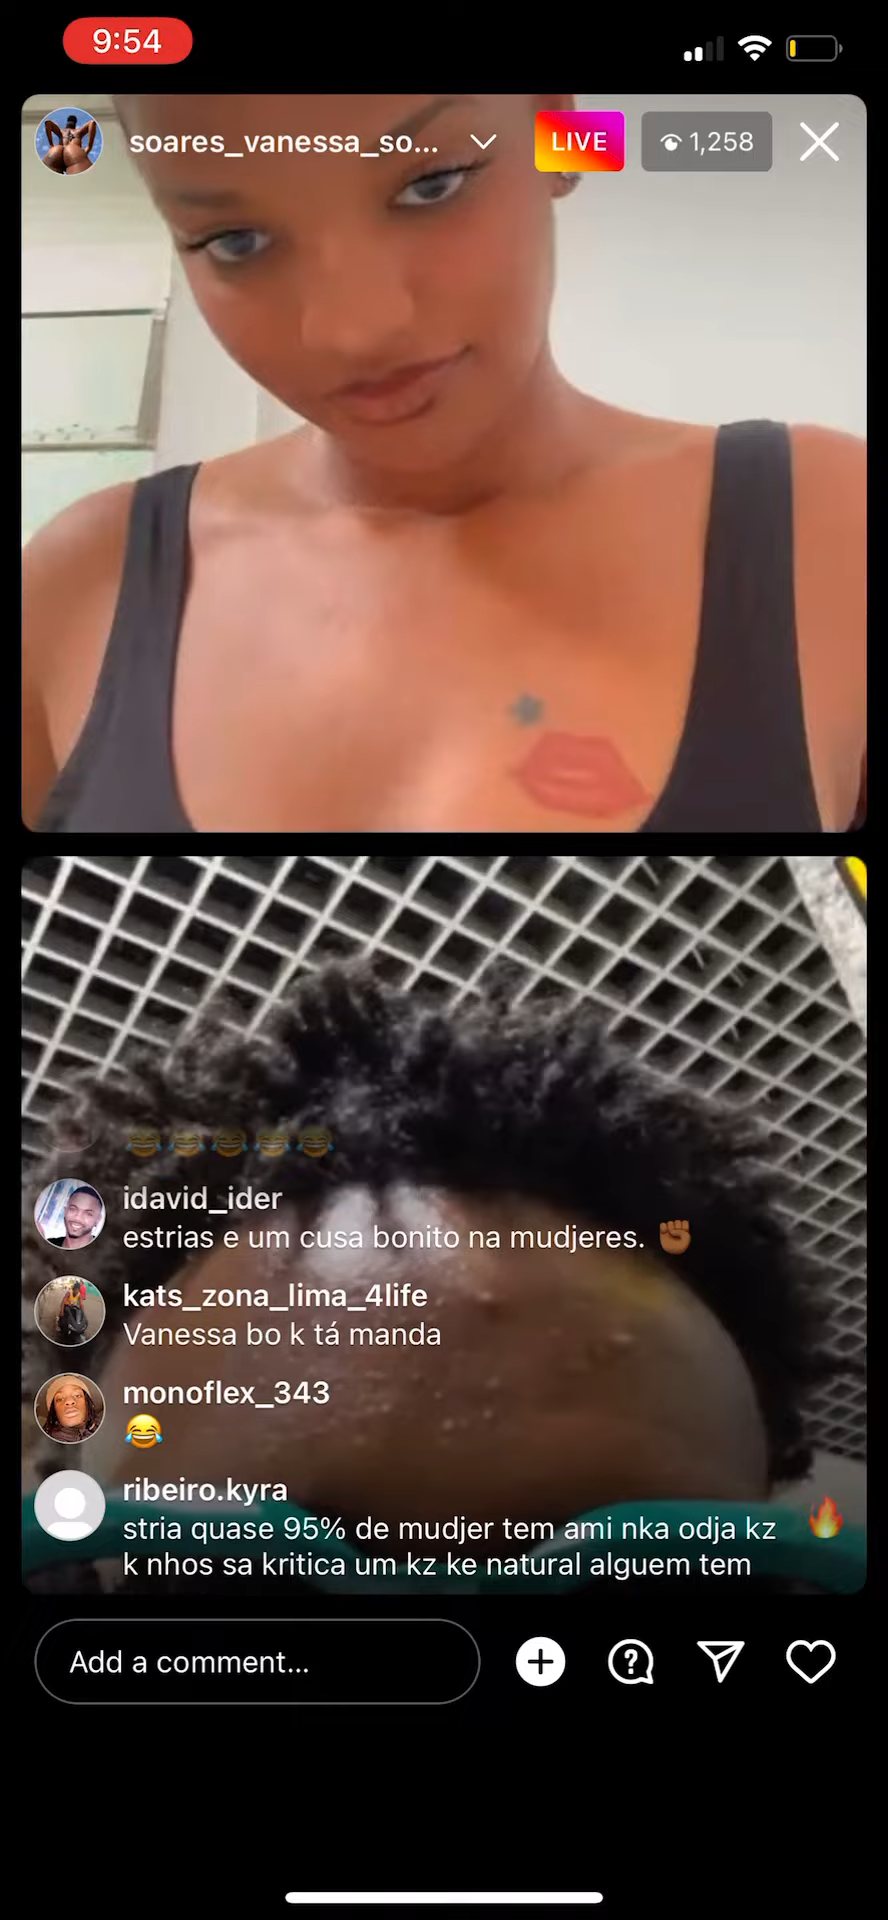 9:54
soares_vanessa_so...
LIVE
1,258
😂😂😂😂😂
idavid_ider
estrias e um cusa bonito na mudjeres. ✊🏾
kats_zona_lima_4life
Vanessa bo k tá manda
monoflex_343
😂
ribeiro.kyra
stria quase 95% de mudjer tem ami nka odja kz
k nhos sa kritica um kz ke natural alguem tem
Add a comment...